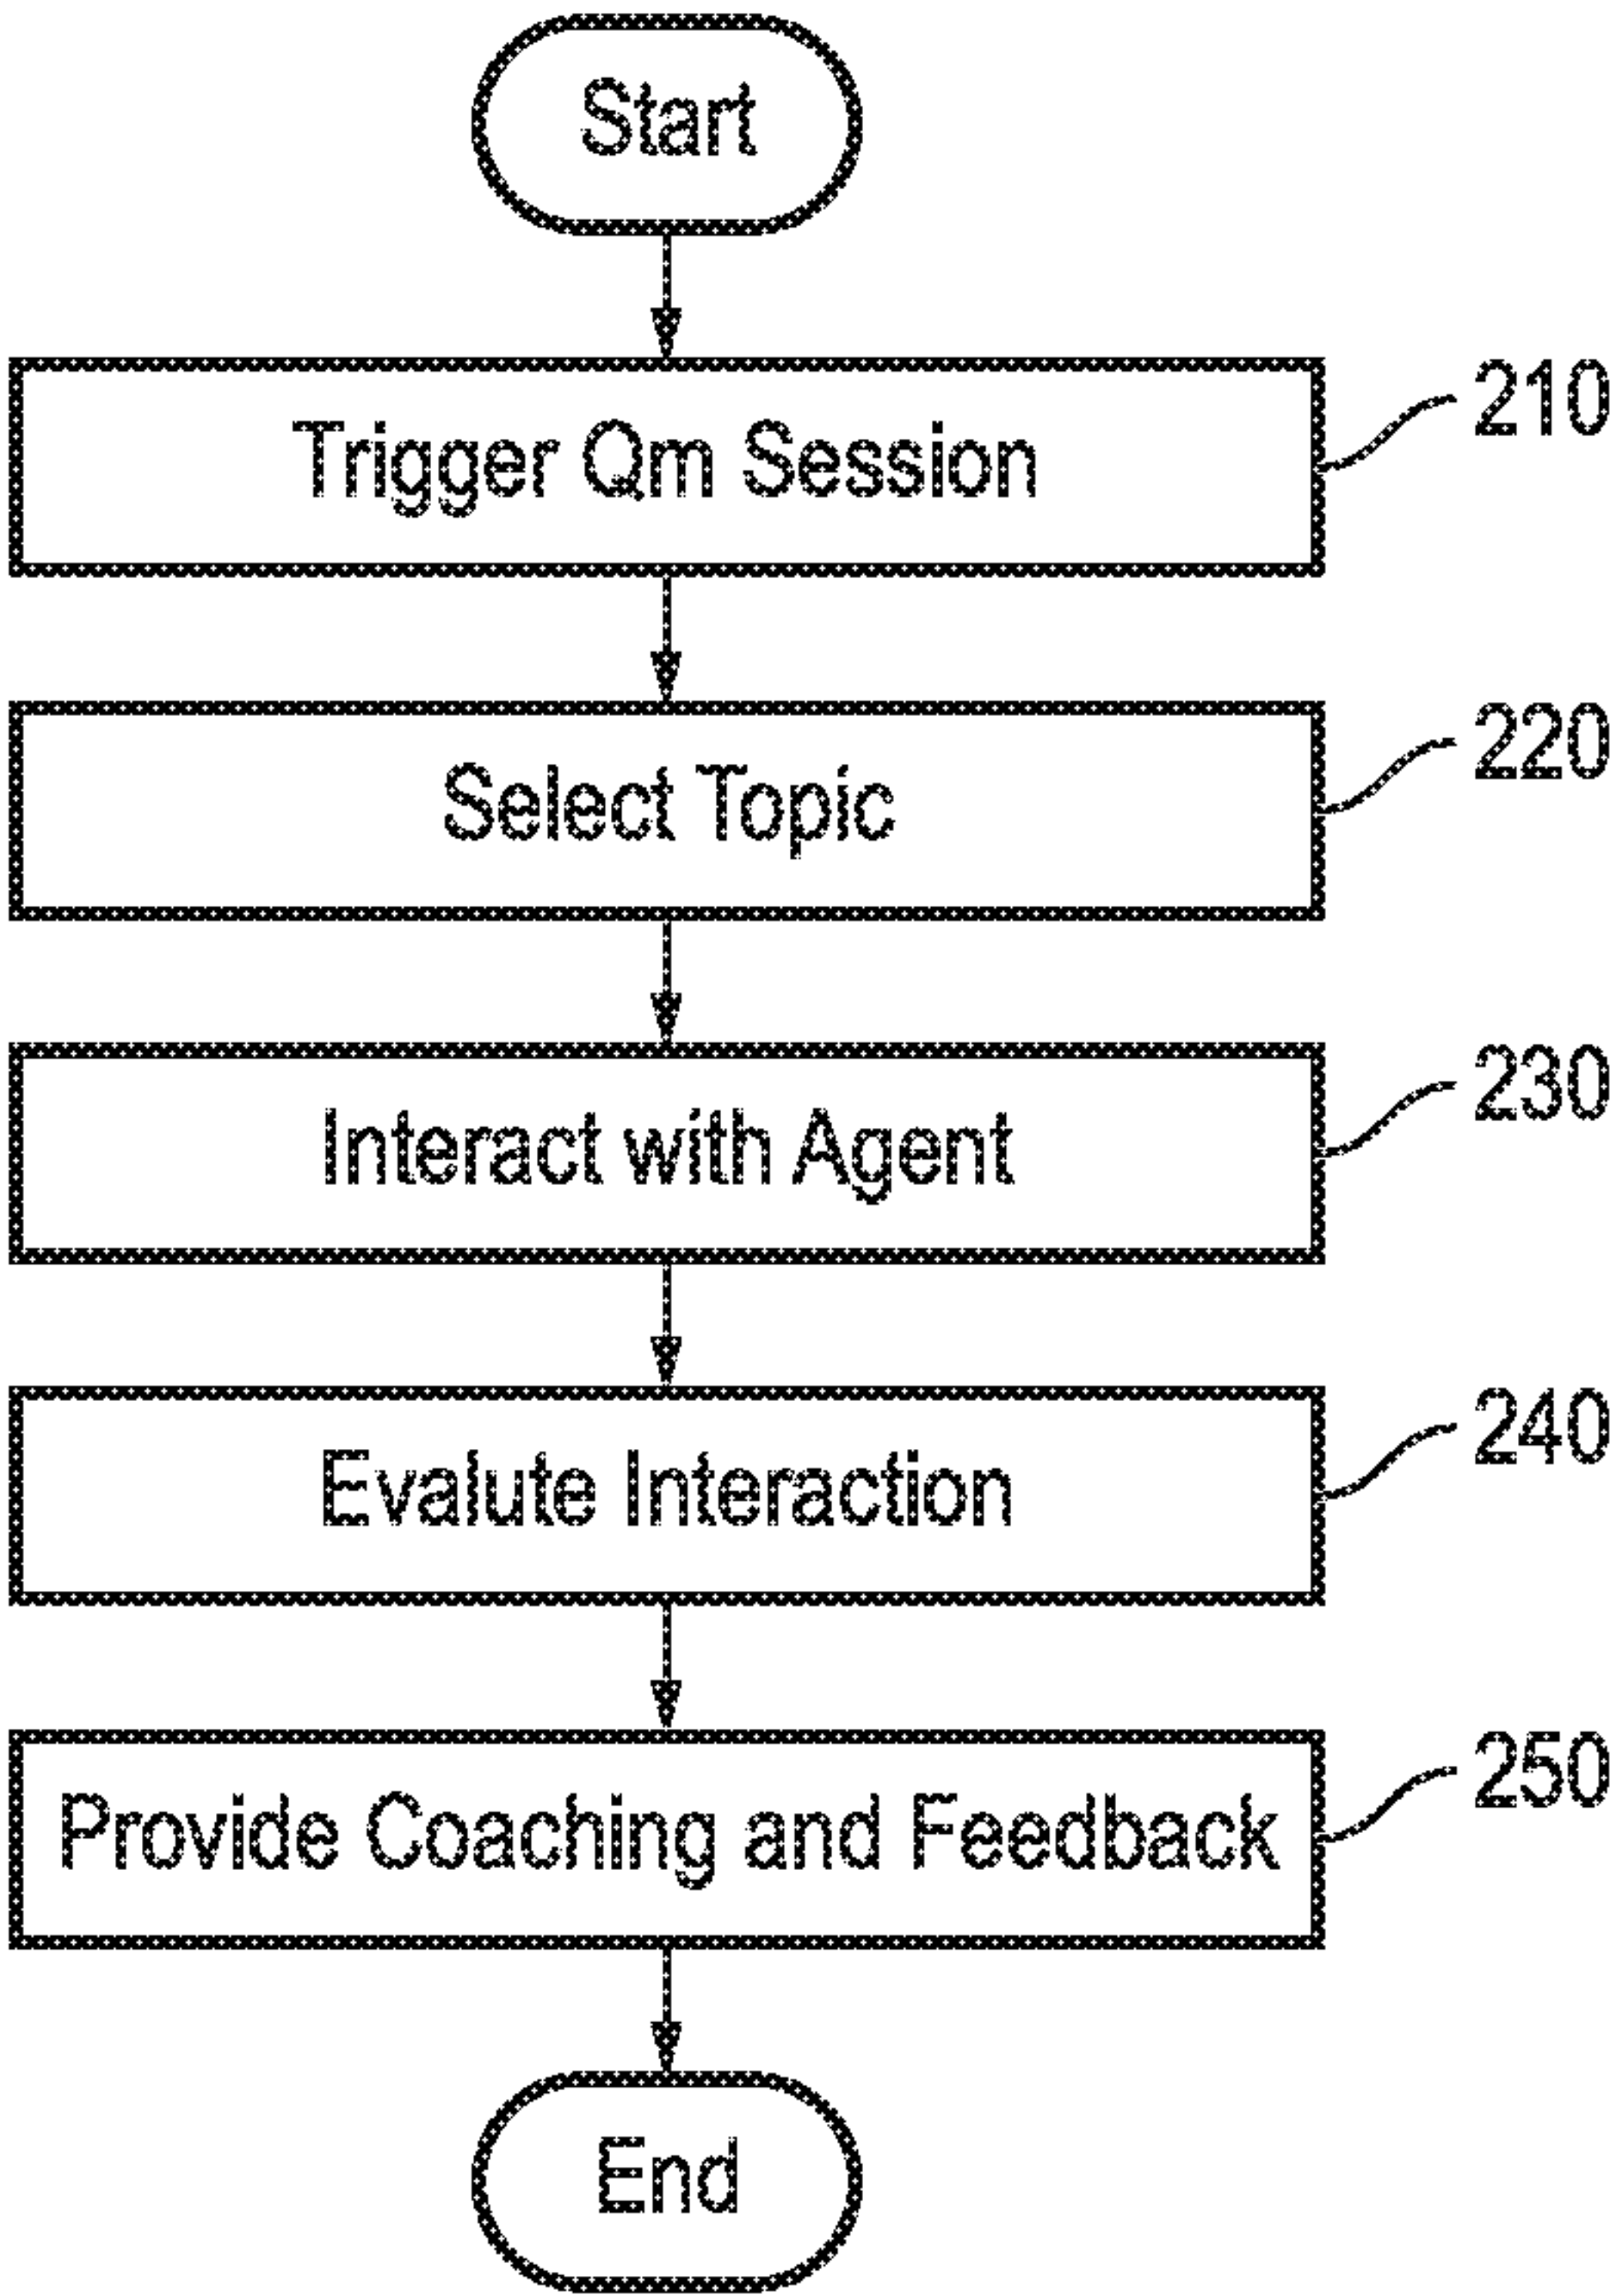 Start
Trigger Qm Session
210
Select Topic
220
Interact with Agent
230
Evalute Interaction
240
Provide Coaching and Feedback
250
End